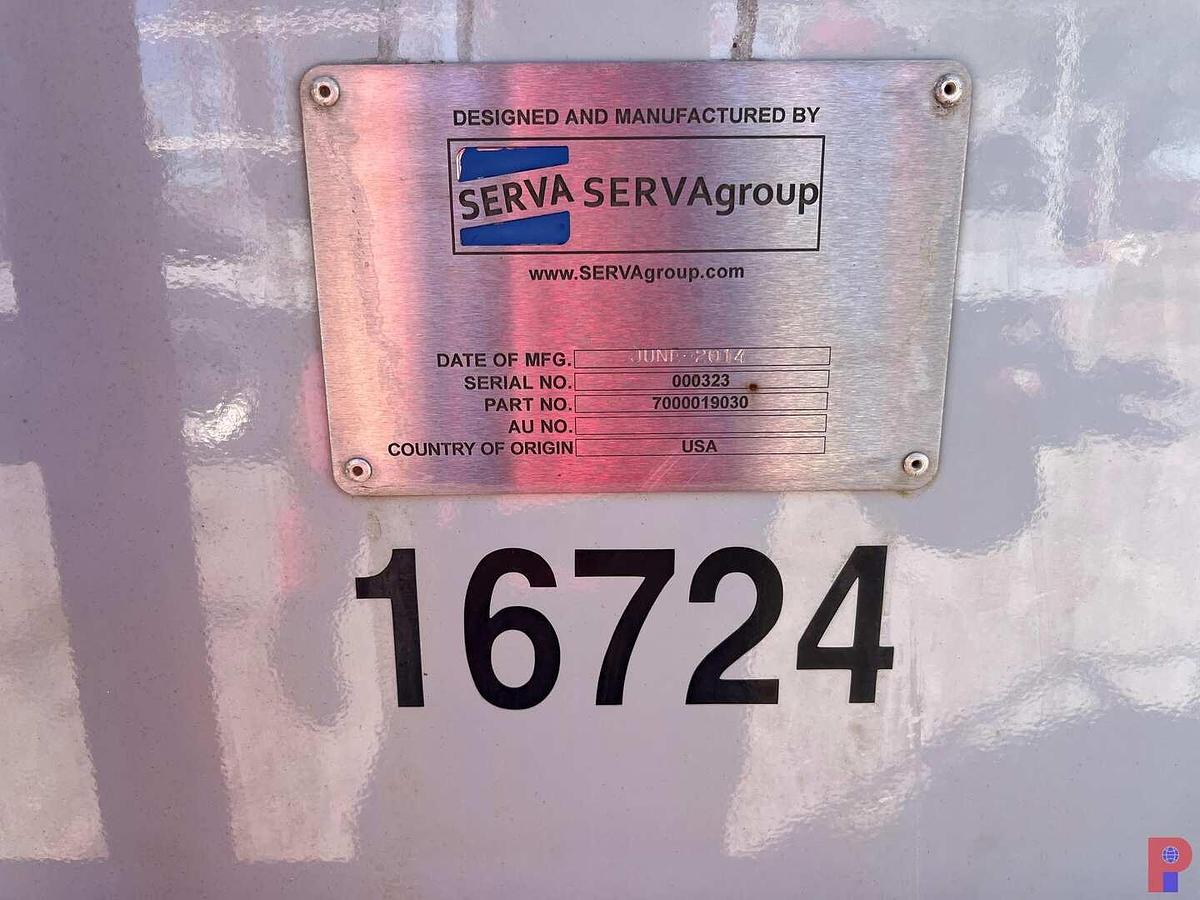 DESIGNED AND MANUFACTURED BY
SERVA SERVAgroup
www.SERVAgroup.com
DATE OF MFG. JUNE 2014
SERIAL NO. 000323
PART NO. 7000019030
AU NO.
COUNTRY OF ORIGIN USA
16724